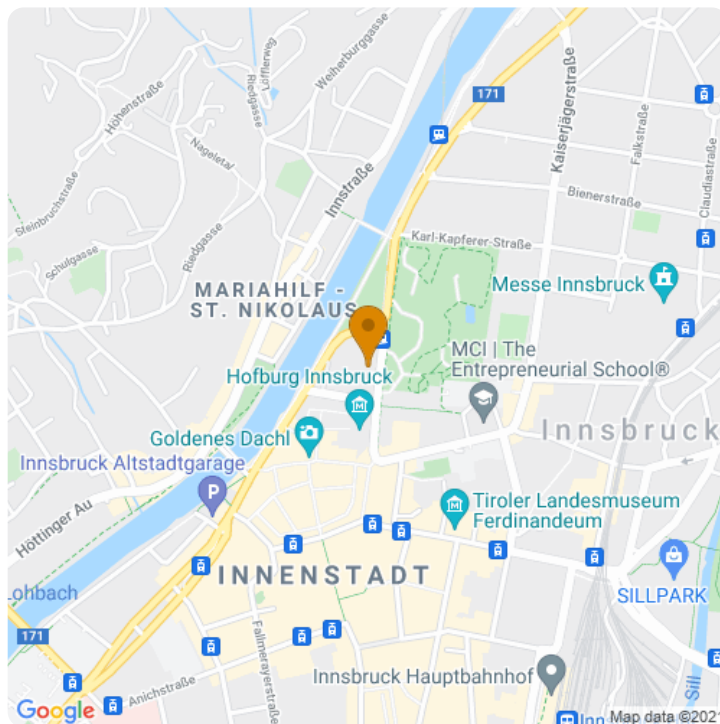 Löfflerweg
Weiherburggasse
Riedgasse
171
Höhenstraße
Kaiserjägerstraße
Falkstraße
Claudiastraße
Nageletal
Innstraße
Bienerstraße
Steinbruchstraße
Riedgasse
Schulgasse
Karl-Kapferer-Straße
MARIAHILF -
ST. NIKOLAUS
Messe Innsbruck
MCI | The
Entrepreneurial School®
Hofburg Innsbruck
Goldenes Dachl
Innsbruck
Innsbruck Altstadtgarage
P
Höttinger Au
Tiroler Landesmuseum
Ferdinandeum
INNENSTADT
SILLPARK
Lohbach
171
Fallmerayerstraße
Innsbruck Hauptbahnhof
Anichstraße
Sill
Google
Inn
Map data ©202